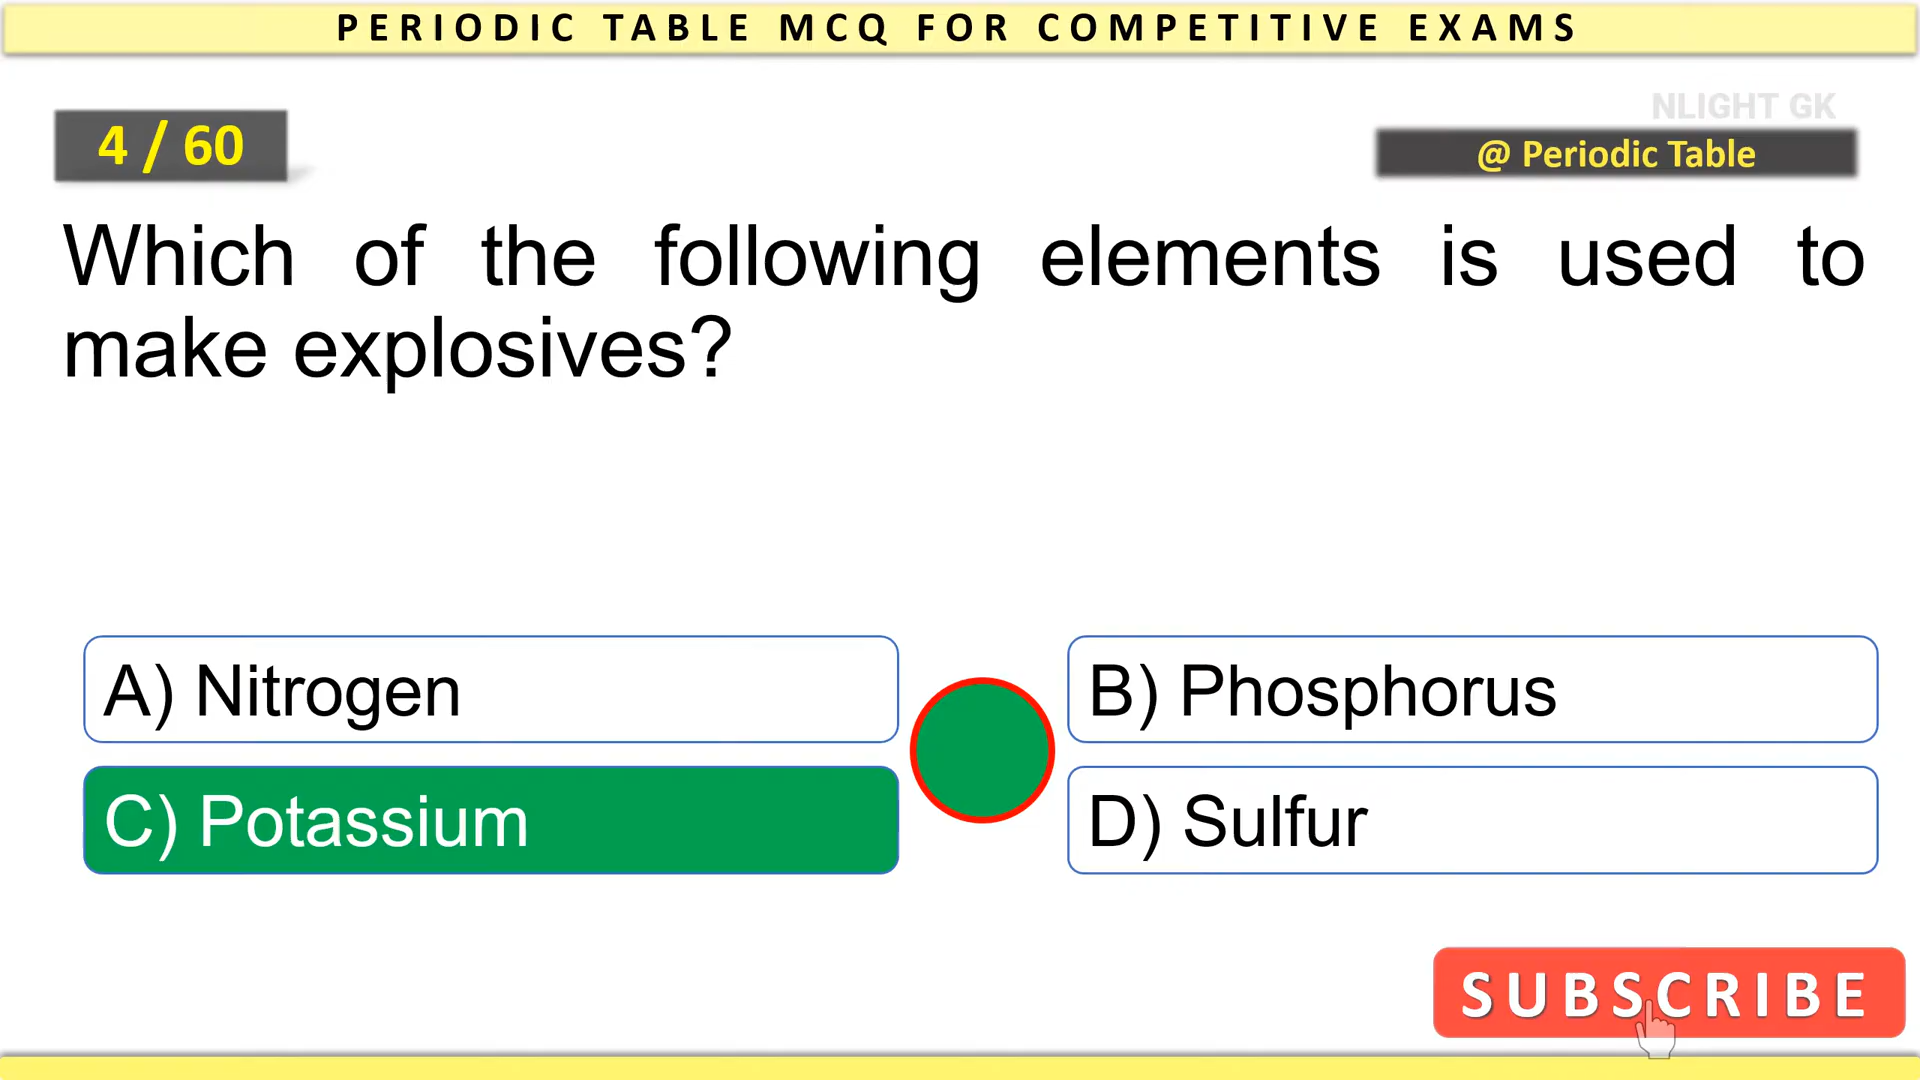 PERIODIC TABLE MCQ FOR COMPETITIVE EXAMS
NLIGHT GK
4 / 60
@ Periodic Table
Which of the following elements is used to
make explosives?
A) Nitrogen
B) Phosphorus
C) Potassium
D) Sulfur
SUBSCRIBE